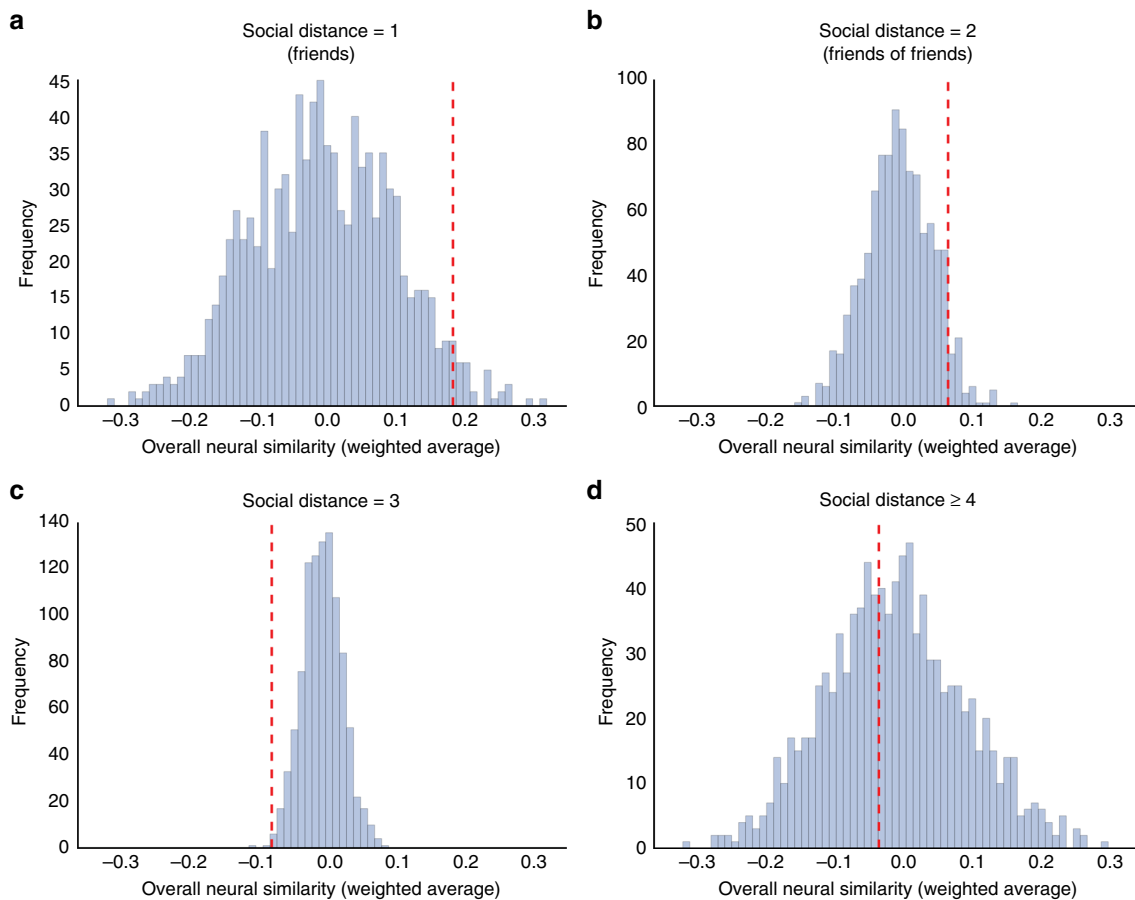 a
Social distance = 1
(friends)
45
40
35
30
25
20
15
10
5
0
Frequency
−0.3 −0.2 −0.1 0.0 0.1 0.2 0.3
Overall neural similarity (weighted average)
b
Social distance = 2
(friends of friends)
100
80
60
40
20
0
Frequency
−0.3 −0.2 −0.1 0.0 0.1 0.2 0.3
Overall neural similarity (weighted average)
c
Social distance = 3
140
120
100
80
60
40
20
0
Frequency
−0.3 −0.2 −0.1 0.0 0.1 0.2 0.3
Overall neural similarity (weighted average)
d
Social distance ≥ 4
50
40
30
20
10
0
Frequency
−0.3 −0.2 −0.1 0.0 0.1 0.2 0.3
Overall neural similarity (weighted average)